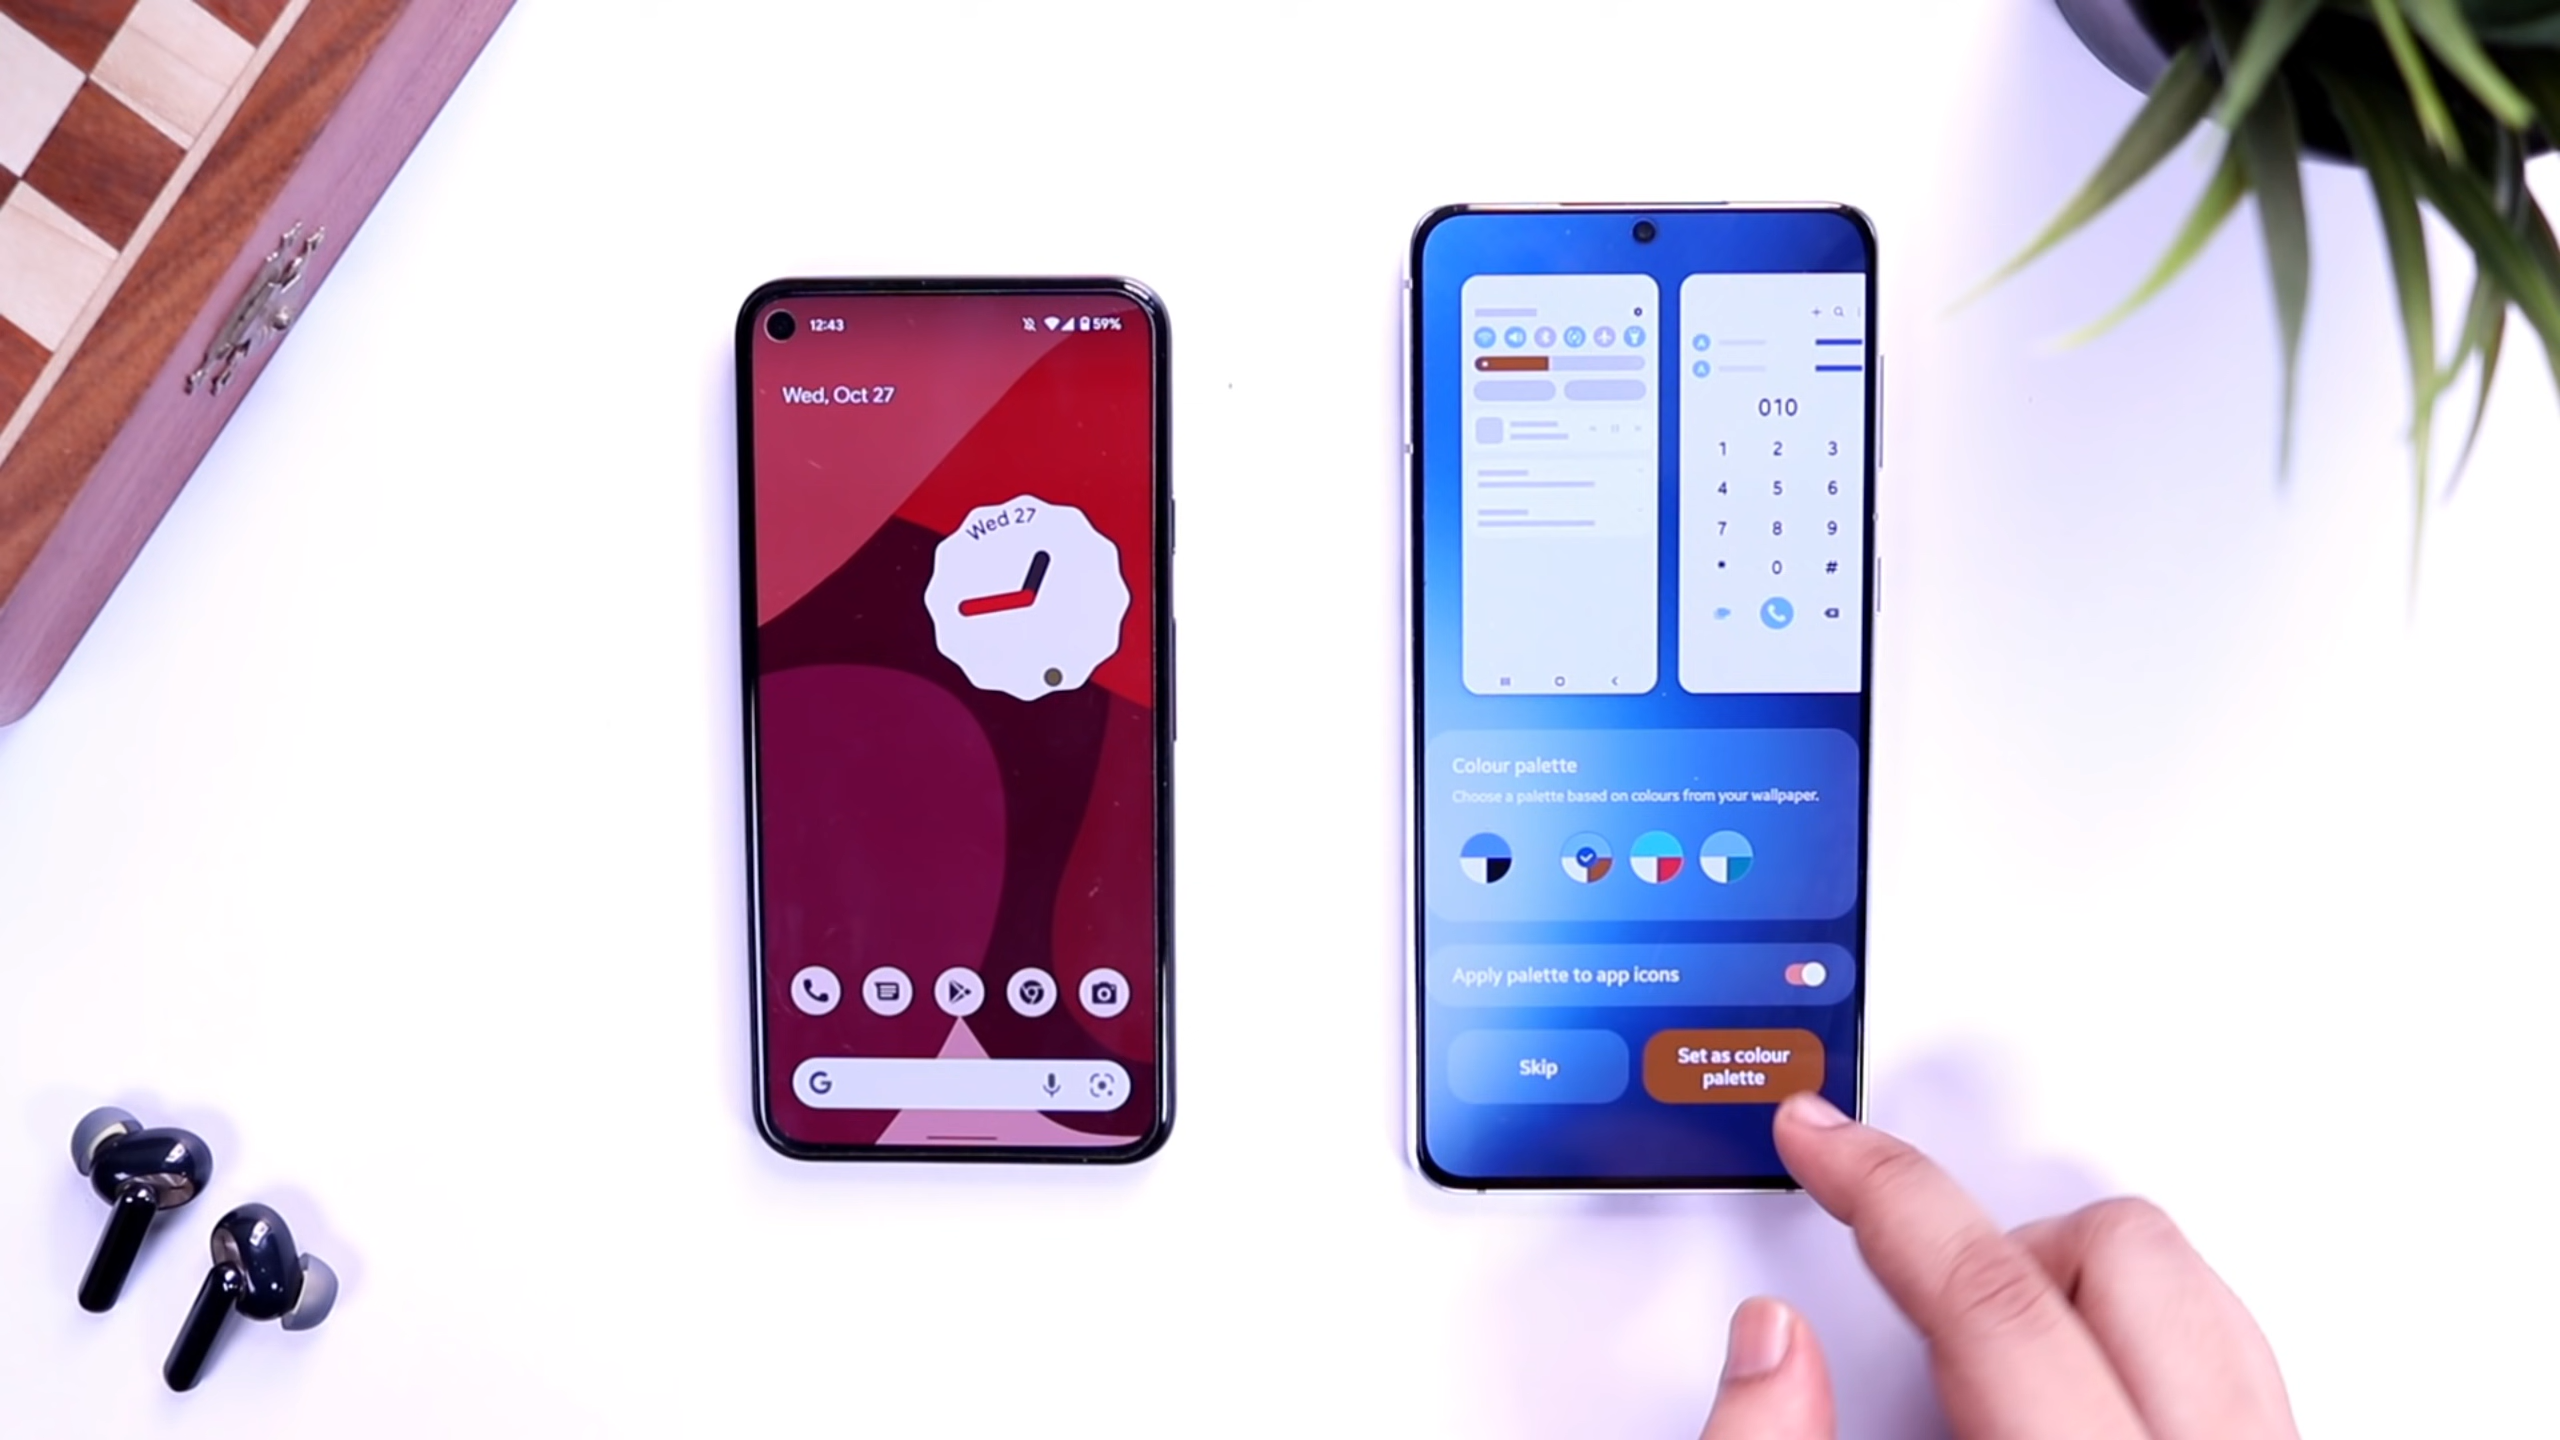 12:43
59%
Wed, Oct 27
Wed 27
G
010
1 2 3
4 5 6
7 8 9
* 0 #
Colour palette
Choose a palette based on colours from your wallpaper.
Apply palette to app icons
Skip
Set as colour
palette